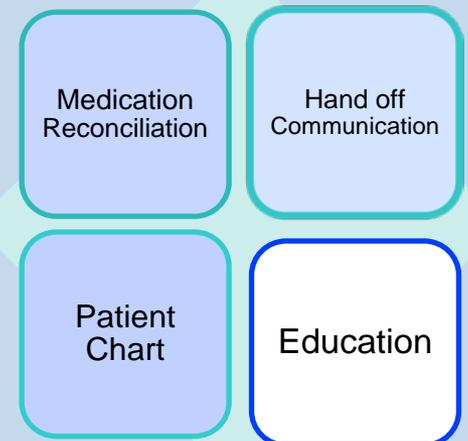 Medication
Reconciliation
Hand off
Communication
Patient
Chart
Education